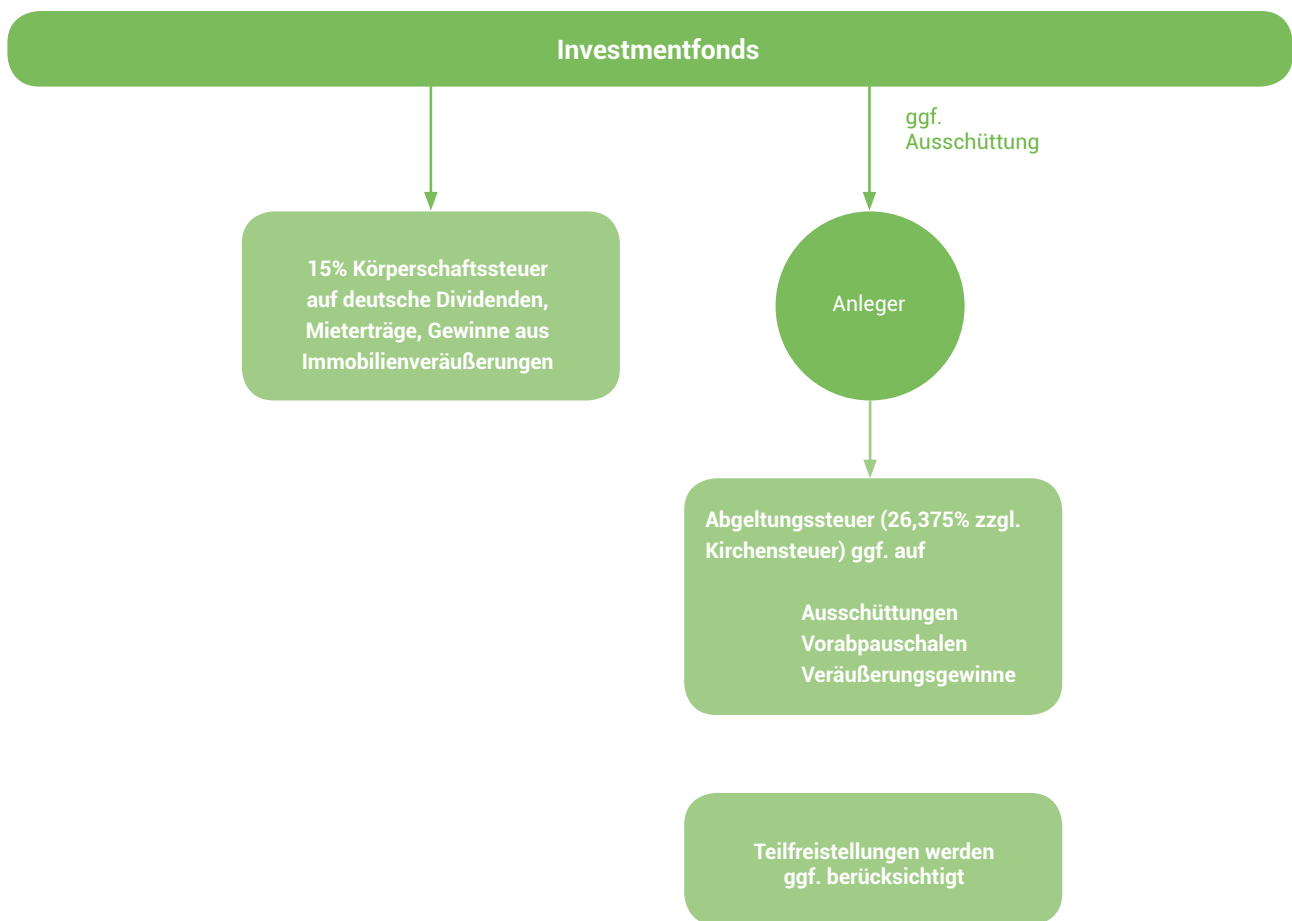 Investmentfonds
ggf.
Ausschüttung
15% Körperschaftssteuer
auf deutsche Dividenden,
Mieterträge, Gewinne aus
Immobilienveräußerungen
Anleger
Abgeltungssteuer (26,375% zzgl.
Kirchensteuer) ggf. auf
Ausschüttungen
Vorabpauschalen
Veräußerungsgewinne
Teilfreistellungen werden
ggf. berücksichtigt